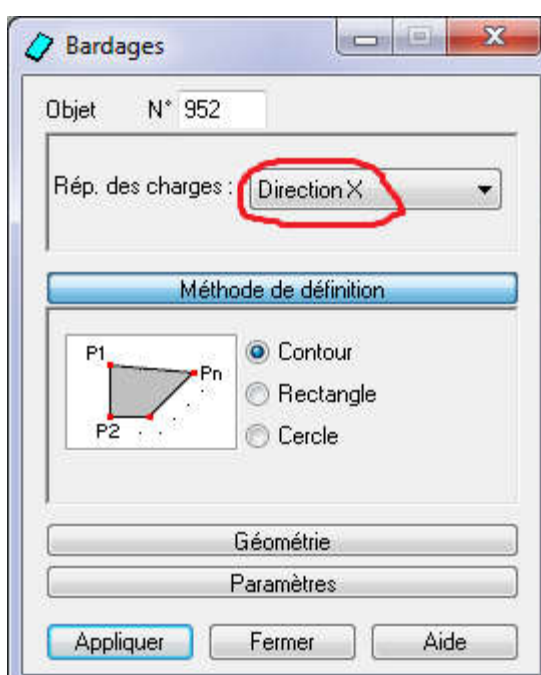 Bardages
Objet N° 952
Rép. des charges : Direction X
Méthode de définition
P1
Pn
P2
Contour
Rectangle
Cercle
Géométrie
Paramètres
Appliquer Fermer Aide